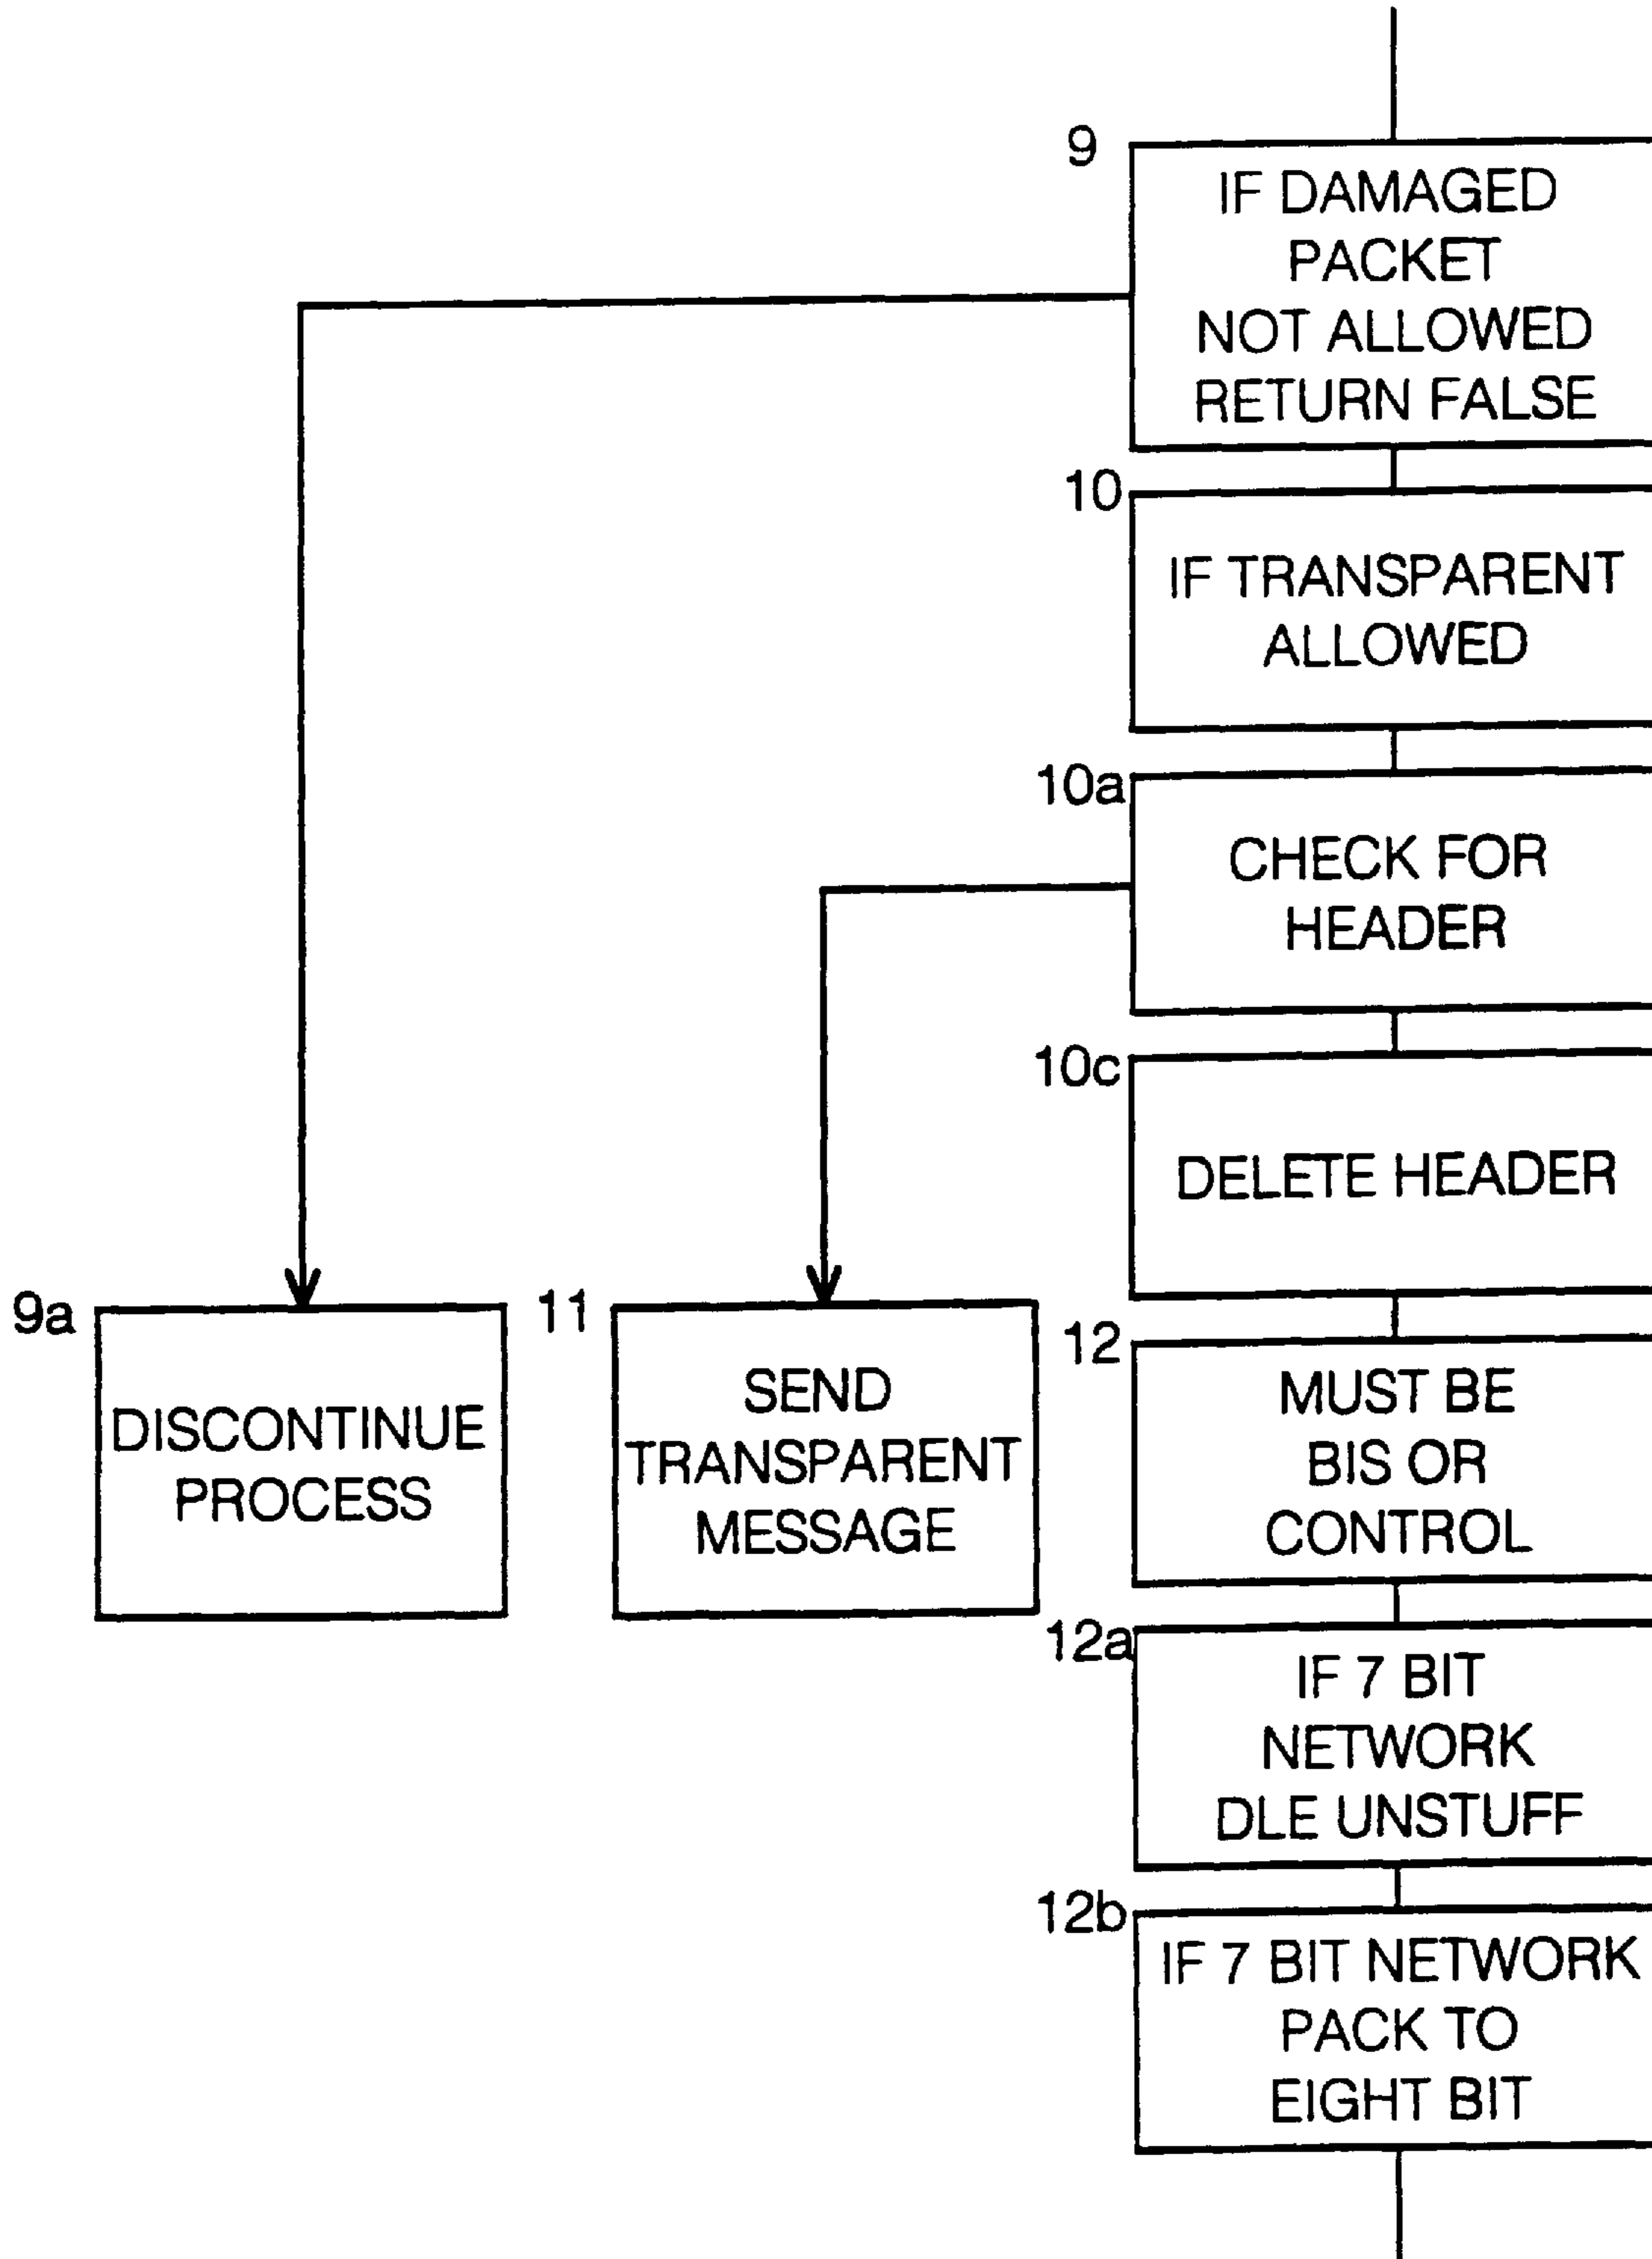 9
IF DAMAGED
PACKET
NOT ALLOWED
RETURN FALSE
10
IF TRANSPARENT
ALLOWED
10a
CHECK FOR
HEADER
10c
DELETE HEADER
9a
DISCONTINUE
PROCESS
11
SEND
TRANSPARENT
MESSAGE
12
MUST BE
BIS OR
CONTROL
12a
IF 7 BIT
NETWORK
DLE UNSTUFF
12b
IF 7 BIT NETWORK
PACK TO
EIGHT BIT